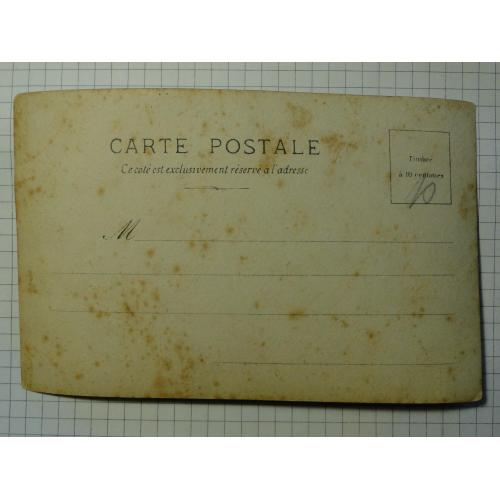 CARTE POSTALE
Ce coté est exclusivement réservé à l'adresse
Timbre
à 10 centimes
10
M